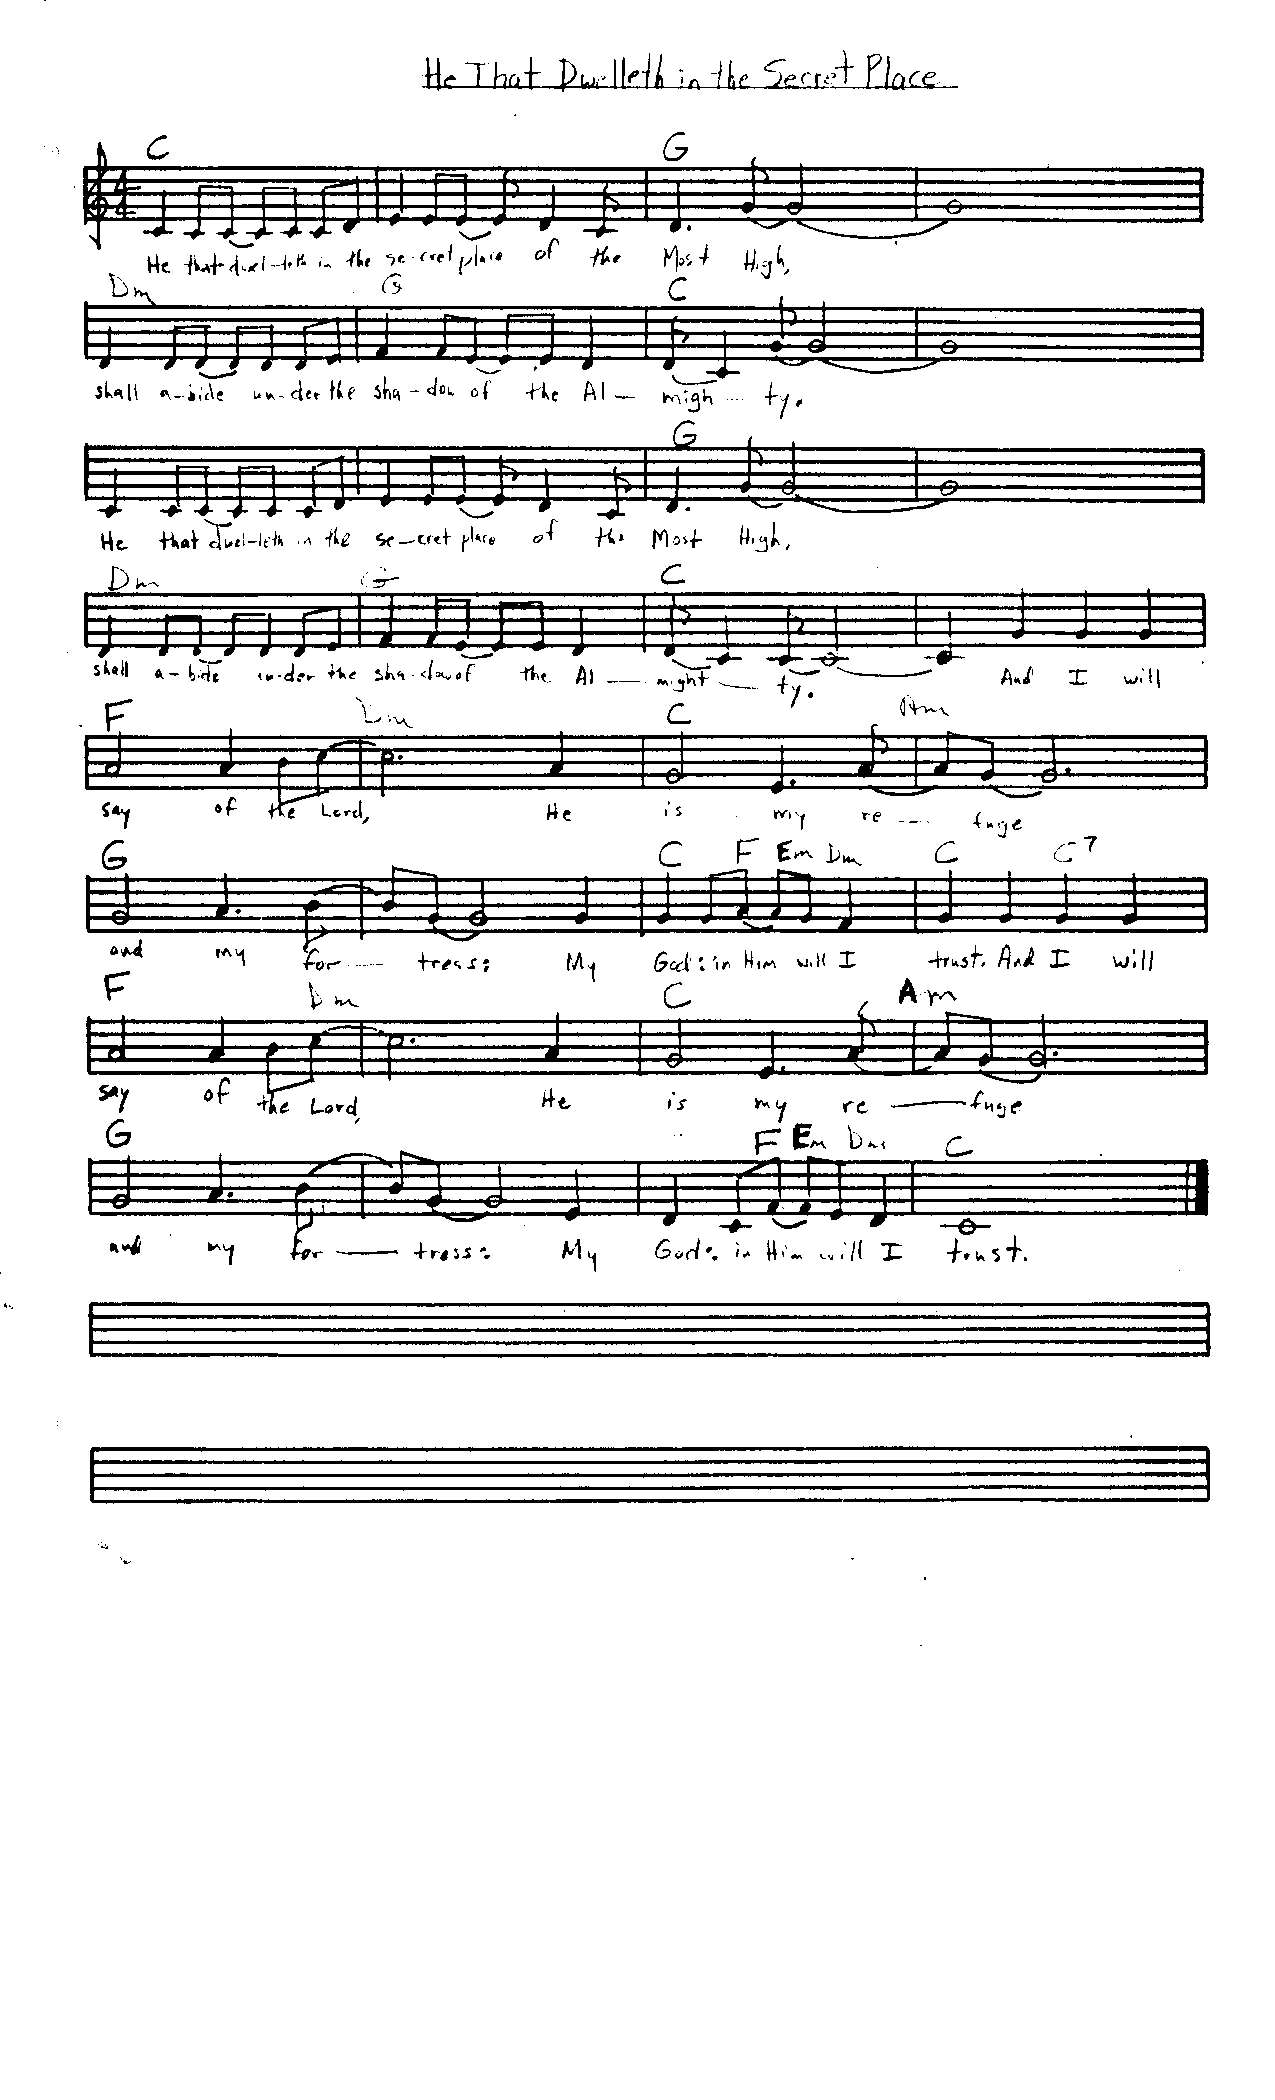 He That Dwelleth in the Secret Place
C G
4
4
He that dwel-leth in the se-cret place of the Most High,
Dm G C
shall a-bide un-der the sha-dow of the Al- migh - ty.
G
He that dwel-leth in the se-cret place of the Most High,
Dm G C
shall a-bide un-der the sha-dow of the Al - might - ty. And I will
F Dm C Am
say of the Lord, He is my re - fuge
G C F Em Dm C C7
and my for - tress: My God: in Him will I trust. And I will
F Dm C Am
say of the Lord, He is my re - fuge
G F Em Dm C
and my for - tress: My God: in Him will I trust.